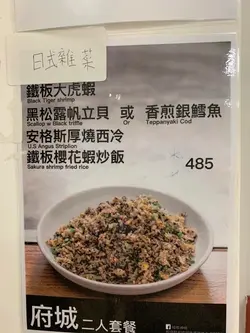 日式雜菜
鐵板大虎蝦
Black Tiger shrimp
黑松露帆立貝 或 香煎銀鱈魚
Scallop w Black triffle Or Teppanyaki Cod
安格斯厚燒西冷
U.S Angus Striplion
鐵板櫻花蝦炒飯
Sakura shrimp fried rice
485
府城 二人套餐